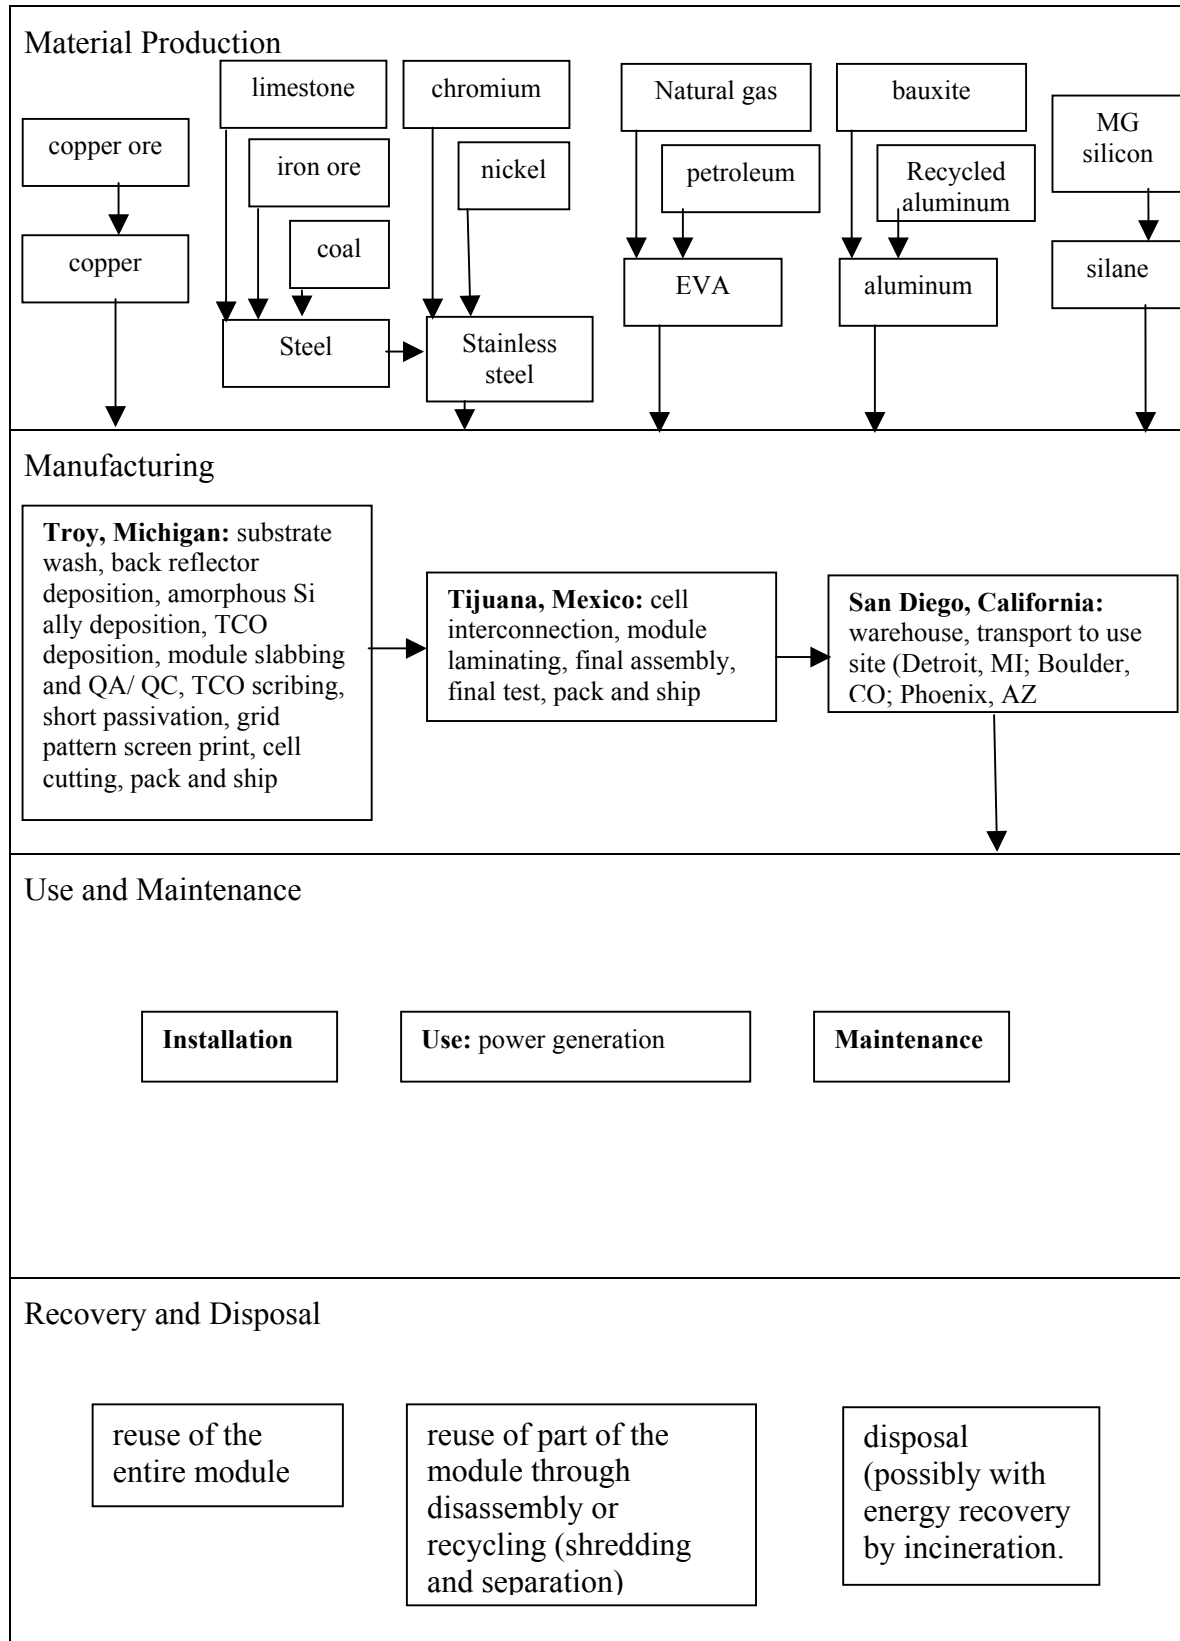 Material Production
limestone
chromium
Natural gas
bauxite
MG
silicon
copper ore
iron ore
nickel
petroleum
Recycled
aluminum
copper
coal
EVA
aluminum
silane
Steel
Stainless
steel
Manufacturing
Troy, Michigan: substrate
wash, back reflector
deposition, amorphous Si
ally deposition, TCO
deposition, module slabbing
and QA/ QC, TCO scribing,
short passivation, grid
pattern screen print, cell
cutting, pack and ship
Tijuana, Mexico: cell
interconnection, module
laminating, final assembly,
final test, pack and ship
San Diego, California:
warehouse, transport to use
site (Detroit, MI; Boulder,
CO; Phoenix, AZ
Use and Maintenance
Installation
Use: power generation
Maintenance
Recovery and Disposal
reuse of the
entire module
reuse of part of the
module through
disassembly or
recycling (shredding
and separation)
disposal
(possibly with
energy recovery
by incineration.